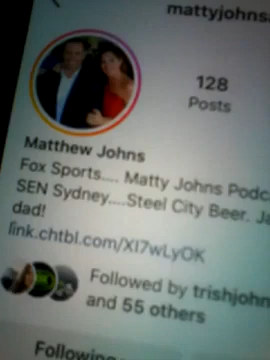 mattyjohns
128
Posts
Matthew Johns
Fox Sports.... Matty Johns Podc
SEN Sydney....Steel City Beer. Ja
dad!
link.chtbl.com/XI7wLyOK
Followed by trishjohn
and 55 others
Following